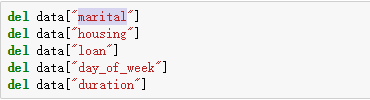 del data["marital"]
del data["housing"]
del data["loan"]
del data["day_of_week"]
del data["duration"]